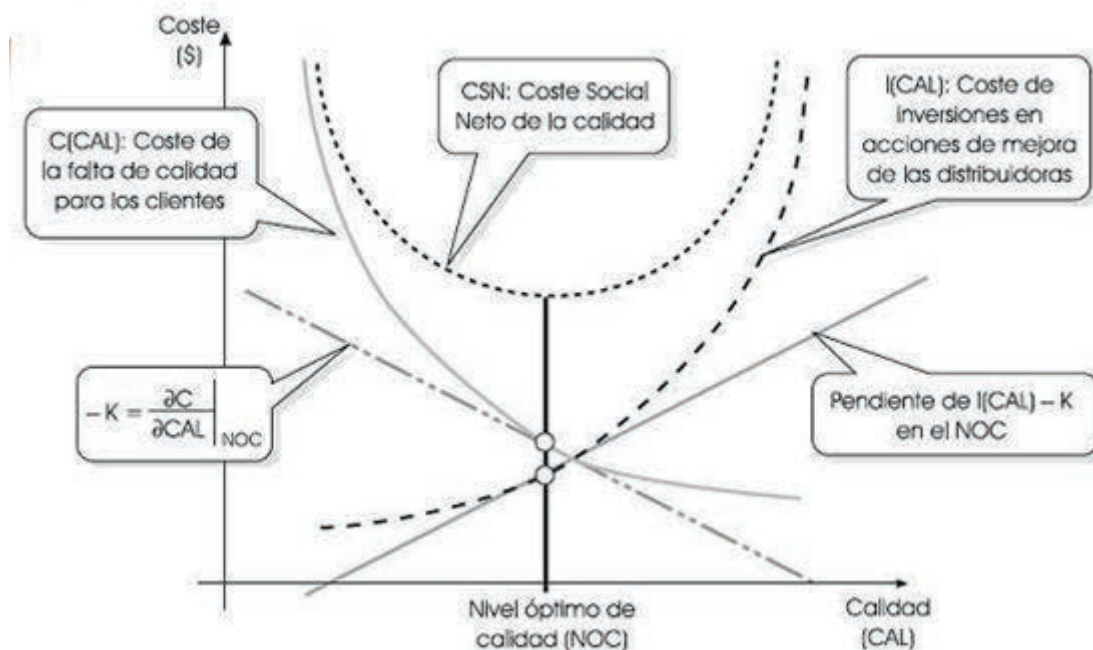 Coste
($)
C(CAL): Coste de
la falta de calidad
para los clientes
CSN: Coste Social
Neto de la calidad
I(CAL): Coste de
inversiones en
acciones de mejora
de las distribuidoras
−K = ∂C/∂CAL |NOC
Pendiente de I(CAL) – K
en el NOC
Nivel óptimo de
calidad (NOC)
Calidad
(CAL)